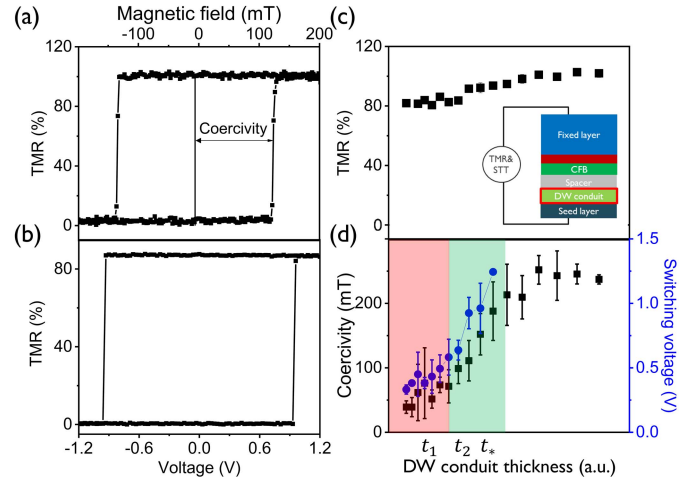 (a)
Magnetic field (mT)
-100 0 100 200
120
80
40
0
TMR (%)
Coercivity
(b)
80
40
0
TMR (%)
-1.2 -0.6 0.0 0.6 1.2
Voltage (V)
(c)
120
80
40
0
TMR (%)
TMR&
STT
Fixed layer
CFB
Spacer
DW conduit
Seed layer
(d)
200
100
0
Coercivity (mT)
1.5
1.0
0.5
0.0
Switching voltage (V)
t₁ t₂ t*
DW conduit thickness (a.u.)